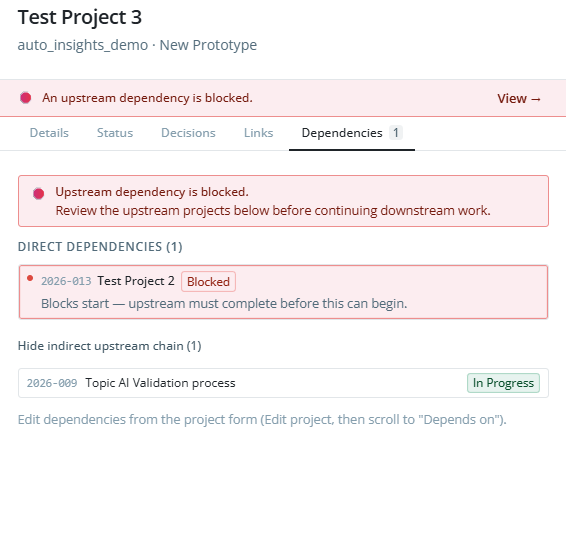 Test Project 3
auto_insights_demo · New Prototype
An upstream dependency is blocked.
View →
Details Status Decisions Links Dependencies 1
Upstream dependency is blocked.
Review the upstream projects below before continuing downstream work.
DIRECT DEPENDENCIES (1)
2026-013 Test Project 2 Blocked
Blocks start — upstream must complete before this can begin.
Hide indirect upstream chain (1)
2026-009 Topic AI Validation process In Progress
Edit dependencies from the project form (Edit project, then scroll to "Depends on").